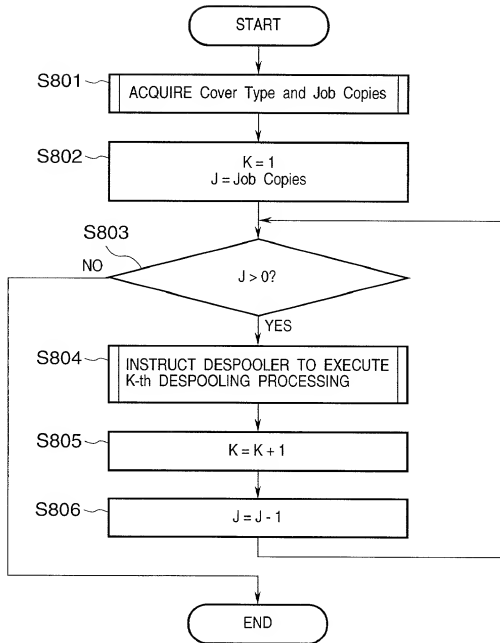 START
S801
ACQUIRE Cover Type and Job Copies
S802
K = 1
J = Job Copies
S803
NO
J > 0?
YES
S804
INSTRUCT DESPOOLER TO EXECUTE
K-th DESPOOLING PROCESSING
S805
K = K + 1
S806
J = J - 1
END